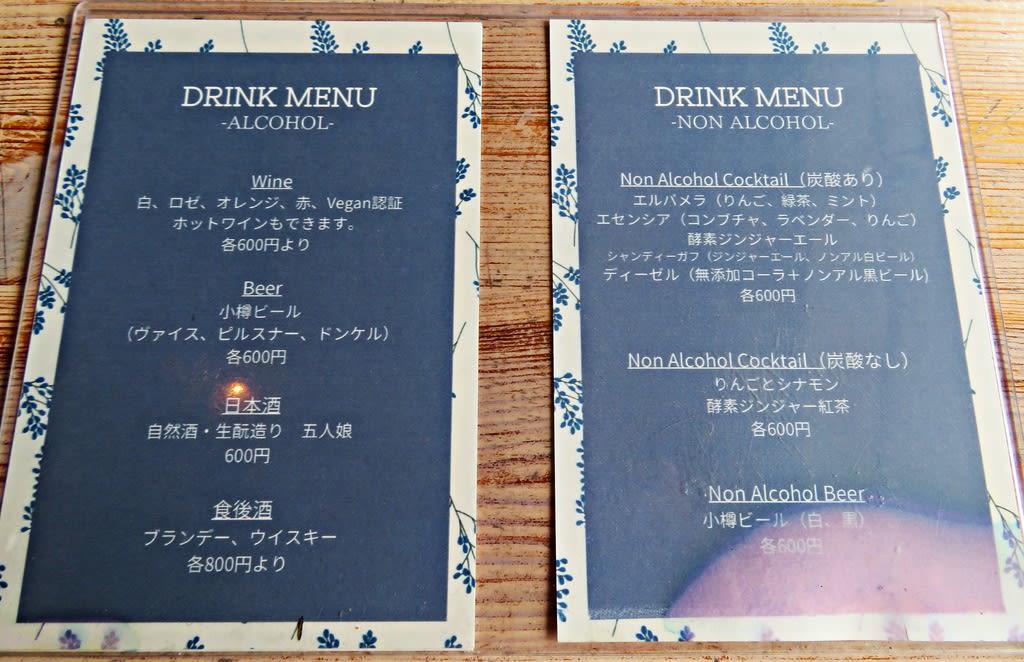 DRINK MENU
-ALCOHOL-
Wine
白、ロゼ、オレンジ、赤、Vegan認証
ホットワインもできます。
各600円より
Beer
小樽ビール
（ヴァイス、ピルスナー、ドンケル）
各600円
日本酒
自然酒・生酛造り　五人娘
600円
食後酒
ブランデー、ウイスキー
各800円より
DRINK MENU
-NON ALCOHOL-
Non Alcohol Cocktail（炭酸あり）
エルバメラ（りんご、緑茶、ミント）
エセンシア（コンブチャ、ラベンダー、りんご）
酵素ジンジャーエール
シャンディーガフ（ジンジャーエール、ノンアル白ビール）
ディーゼル（無添加コーラ＋ノンアル黒ビール）
各600円
Non Alcohol Cocktail（炭酸なし）
りんごとシナモン
酵素ジンジャー紅茶
各600円
Non Alcohol Beer
小樽ビール（白、黒）
各600円